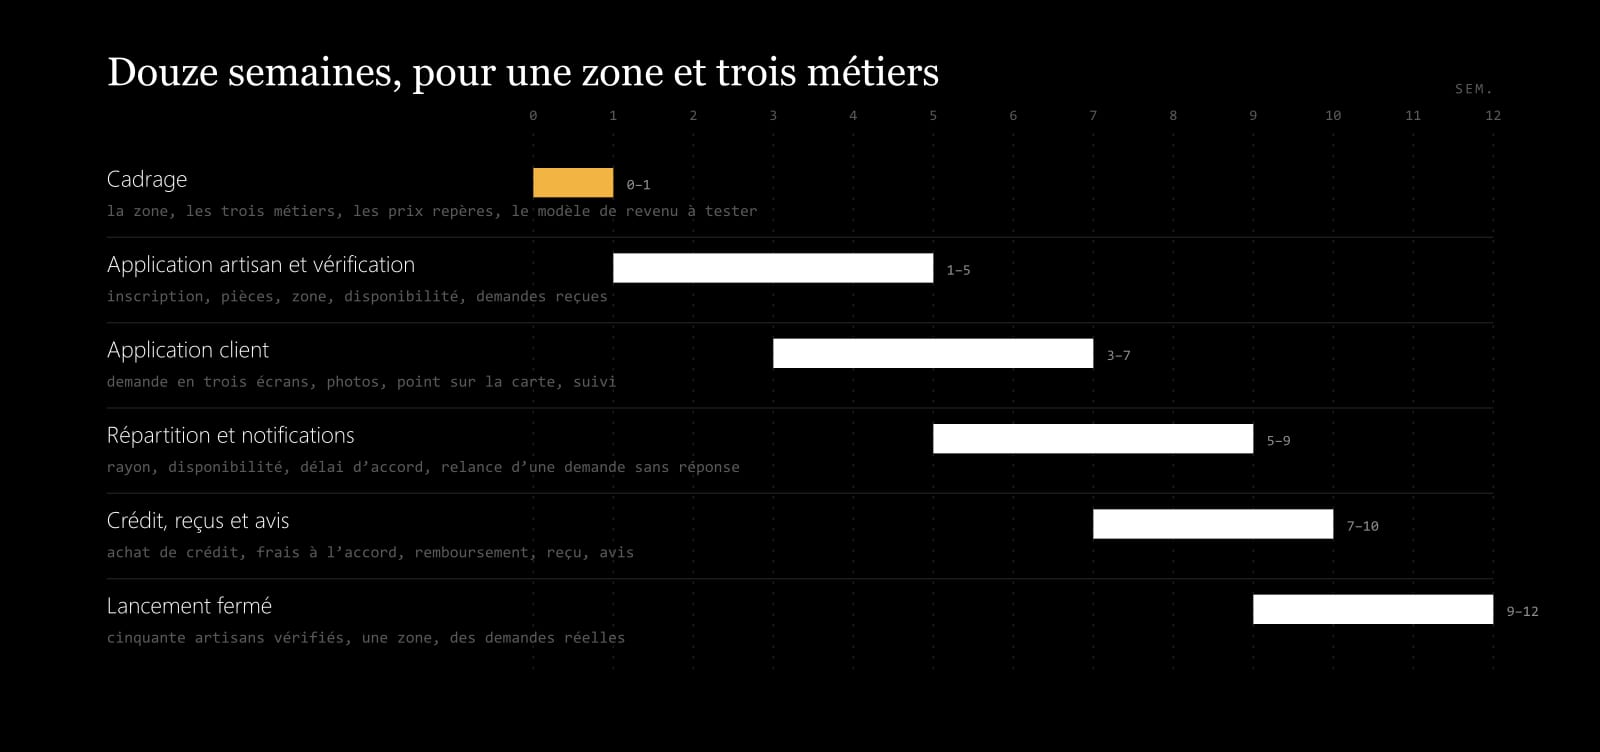 Douze semaines, pour une zone et trois métiers
SEM.
0 1 2 3 4 5 6 7 8 9 10 11 12
Cadrage
0–1
la zone, les trois métiers, les prix repères, le modèle de revenu à tester
Application artisan et vérification
1–5
inscription, pièces, zone, disponibilité, demandes reçues
Application client
3–7
demande en trois écrans, photos, point sur la carte, suivi
Répartition et notifications
5–9
rayon, disponibilité, délai d’accord, relance d’une demande sans réponse
Crédit, reçus et avis
7–10
achat de crédit, frais à l’accord, remboursement, reçu, avis
Lancement fermé
9–12
cinquante artisans vérifiés, une zone, des demandes réelles